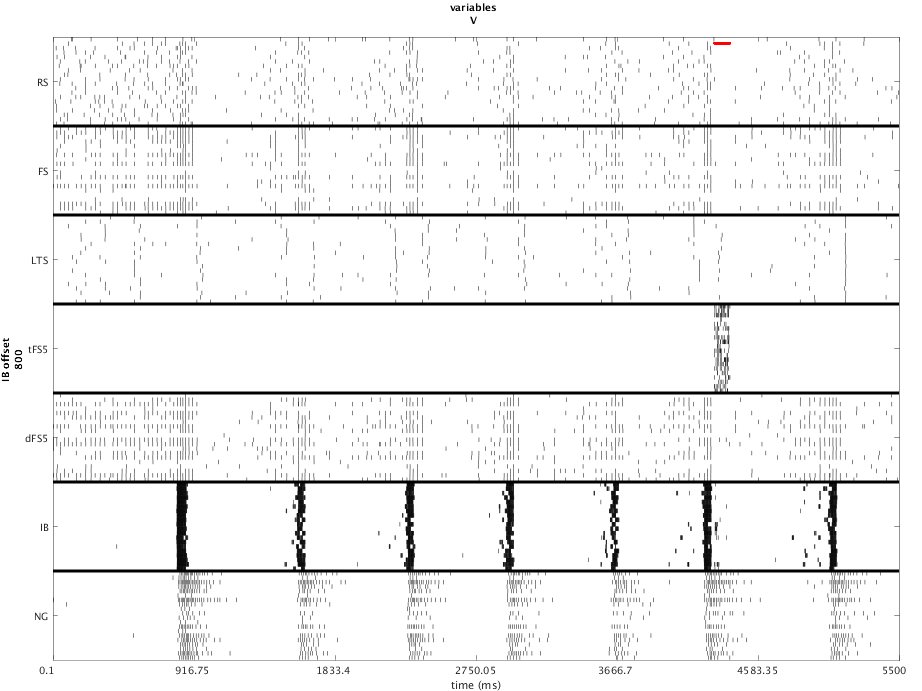 variables
V
RS
FS
LTS
IB offset
800
tFS5
dFS5
IB
NG
0.1 916.75 1833.4 2750.05 3666.7 4583.35 5500
time (ms)